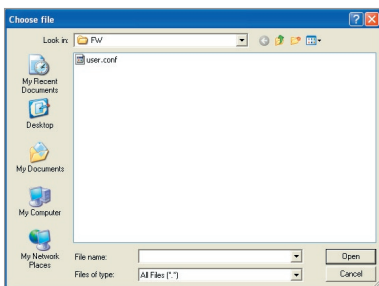 Choose file
Look in: FW
user.conf
My Recent
Documents
Desktop
My Documents
My Computer
My Network
Places
File name:
Open
Files of type: All Files (*.*)
Cancel